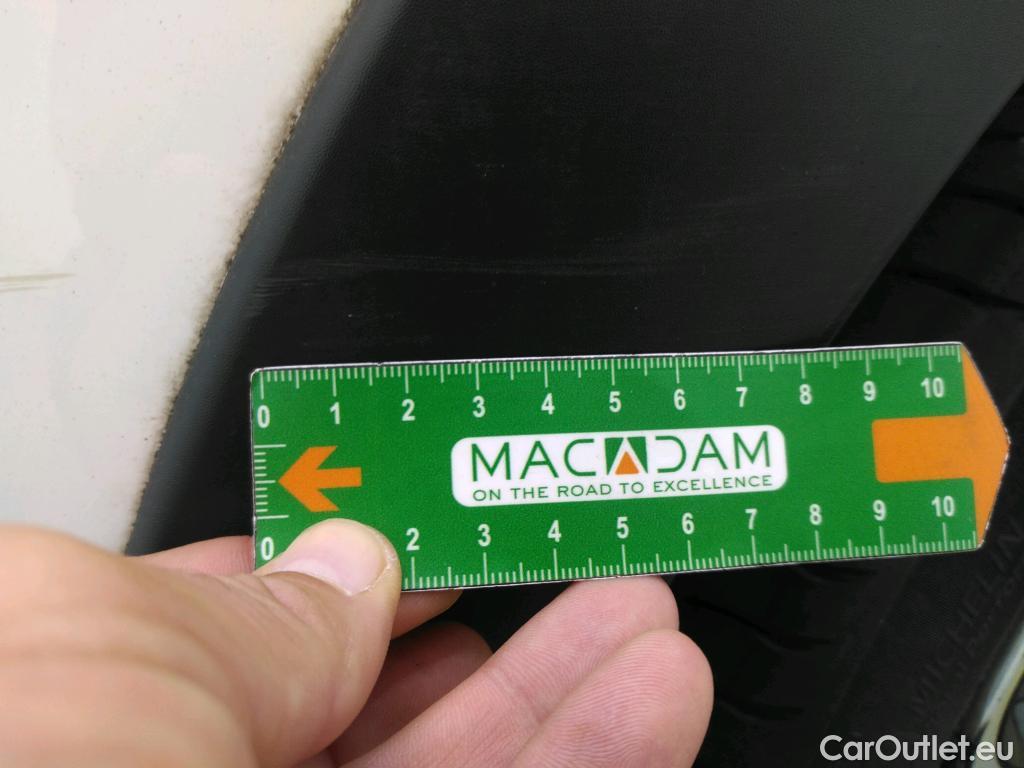 0 1 2 3 4 5 6 7 8 9 10
MACADAM
ON THE ROAD TO EXCELLENCE
0 2 3 4 5 6 7 8 9 10
MICHELIN
CarOutlet.eu